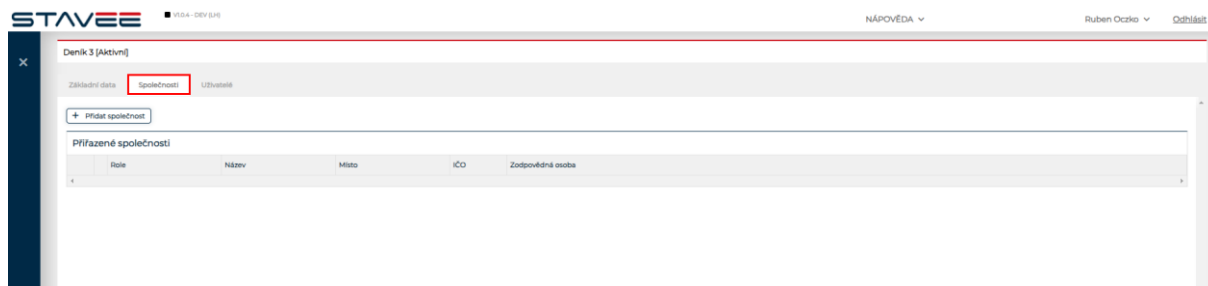 STAVEE V1.0.4 - DEV (LH) NÁPOVĚDA Ruben Oczko Odhlásit
Deník 3 [Aktivní]
Základní data Společnosti Uživatelé
+ Přidat společnost
Přiřazené společnosti
Role Název Místo IČO Zodpovědná osoba